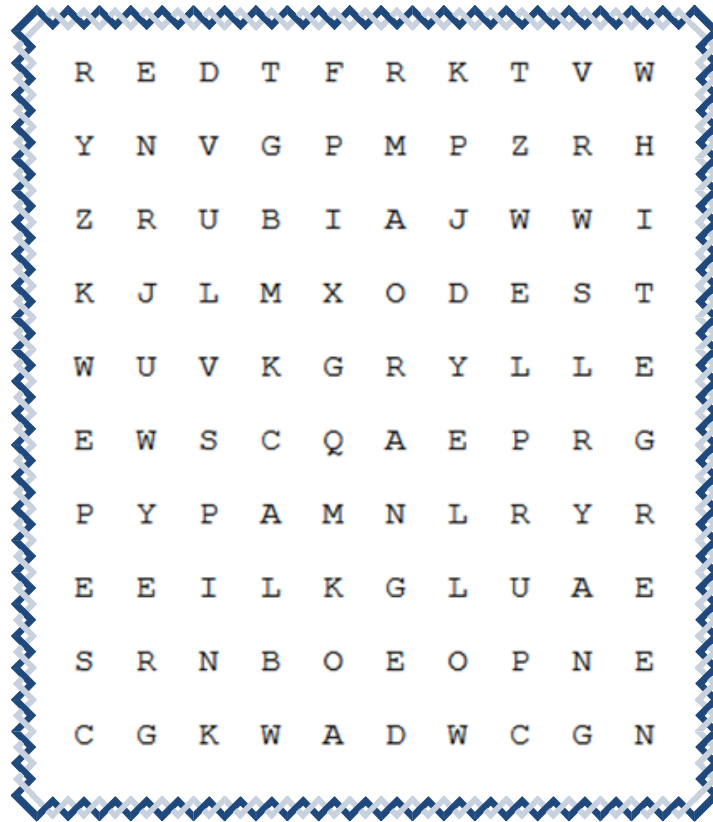 R E D T F R K T V W
Y N V G P M P Z R H
Z R U B I A J W W I
K J L M X O D E S T
W U V K G R Y L L E
E W S C Q A E P R G
P Y P A M N L R Y R
E E I L K G L U A E
S R N B O E O P N E
C G K W A D W C G N